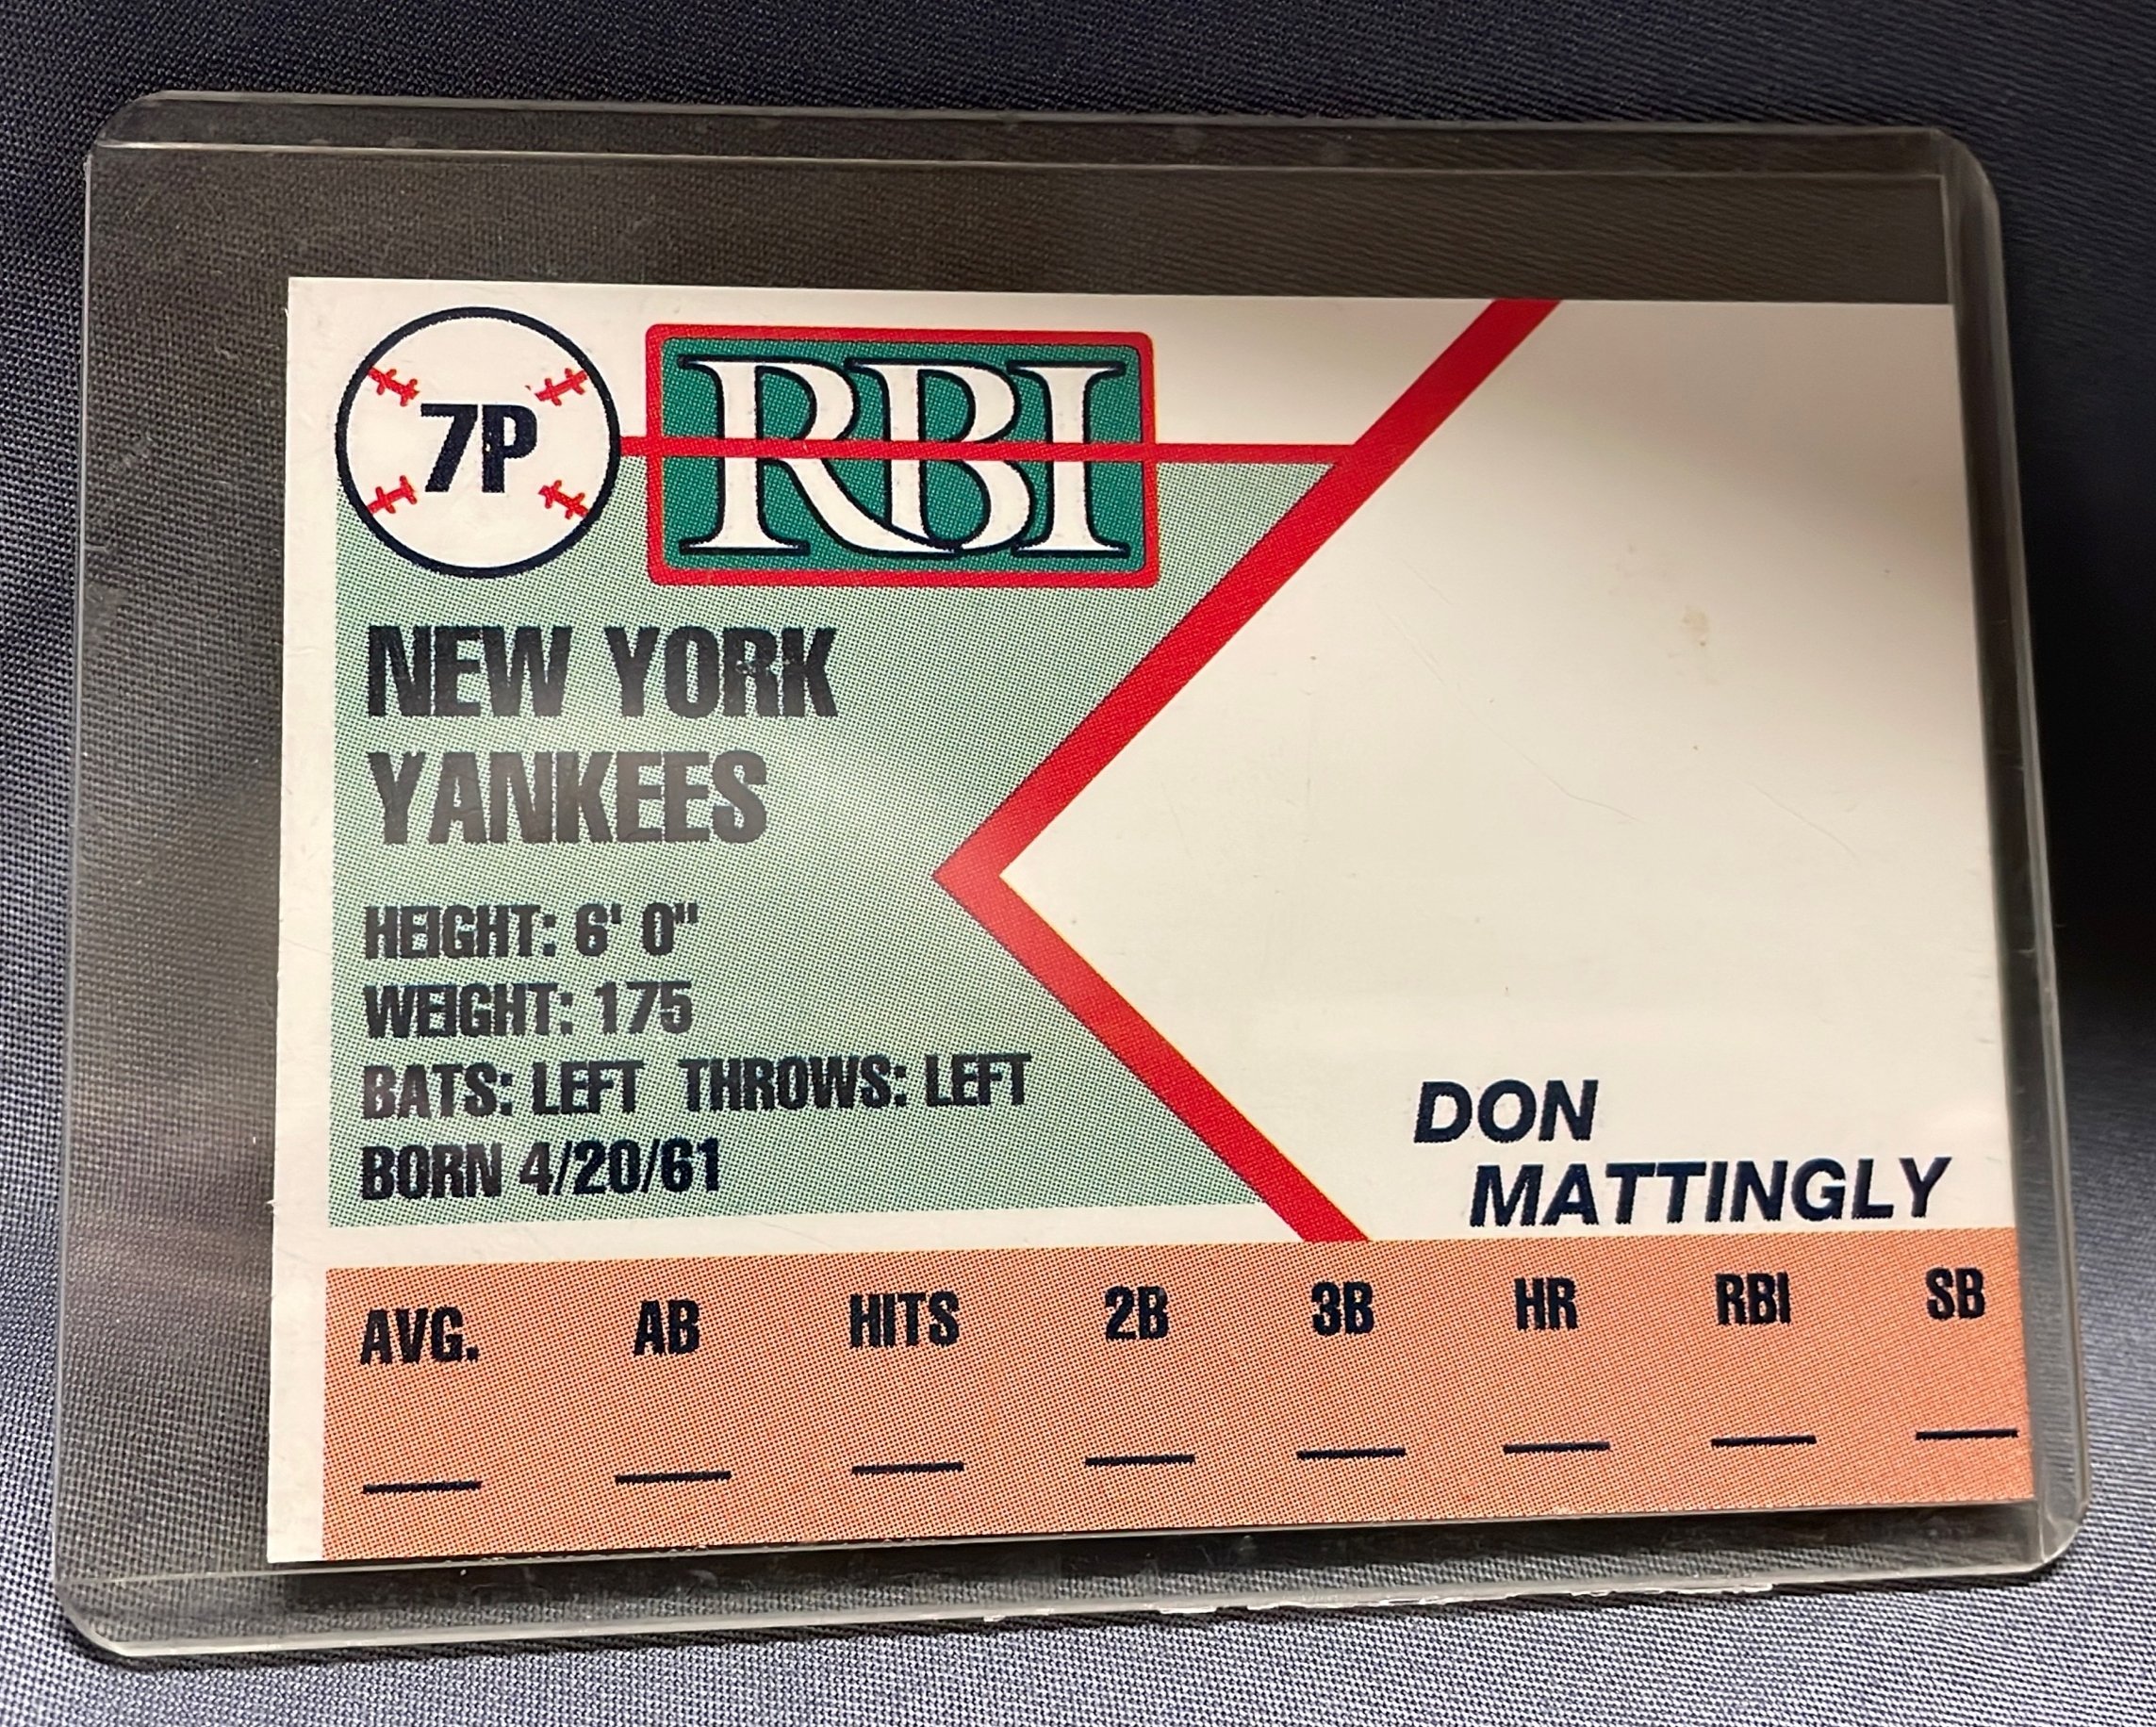 7P
RBI
NEW YORK
YANKEES
HEIGHT: 6' 0"
WEIGHT: 175
BATS: LEFT THROWS: LEFT
BORN 4/20/61
DON
MATTINGLY
AVG. AB HITS 2B 3B HR RBI SB